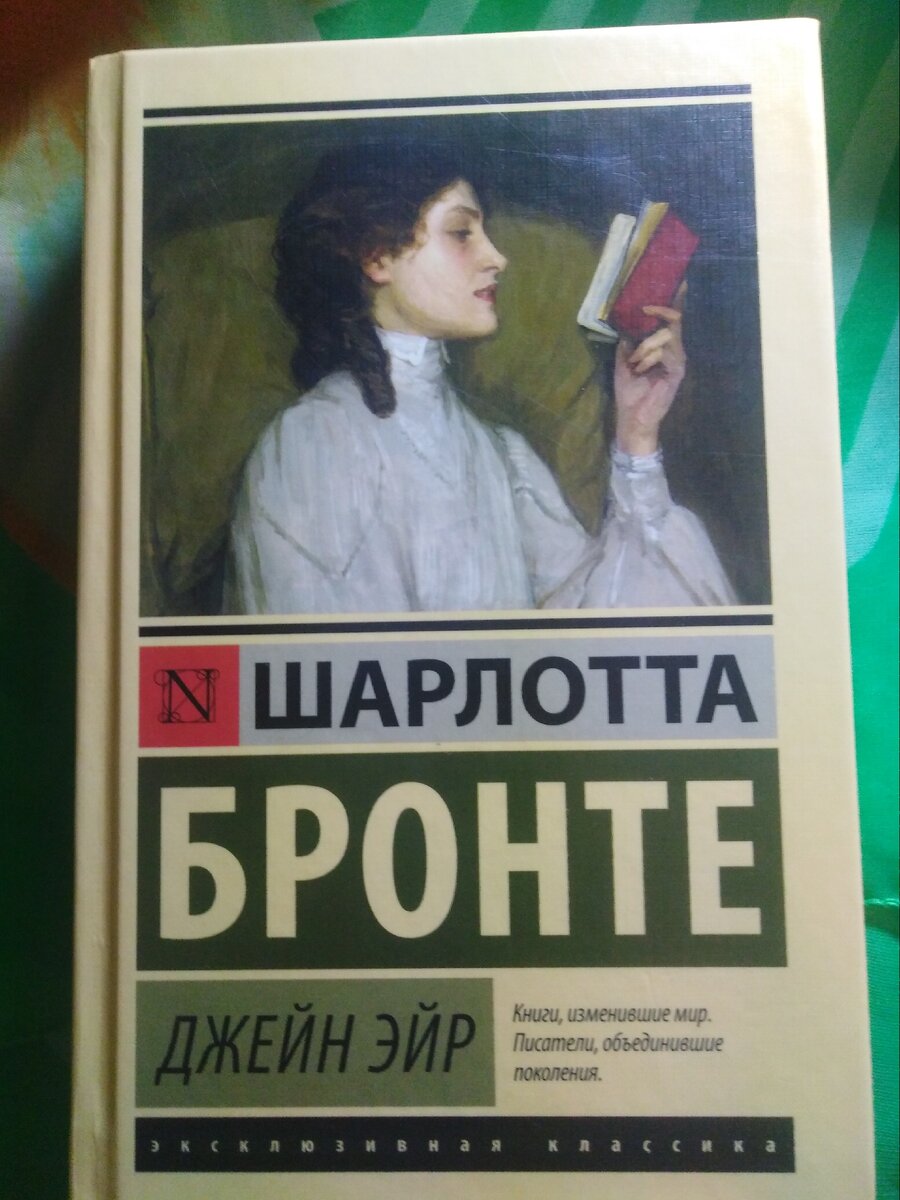 N
ШАРЛОТТА
БРОНТЕ
ДЖЕЙН ЭЙР
Книги, изменившие мир.
Писатели, объединившие
поколения.
эксклюзивная классика